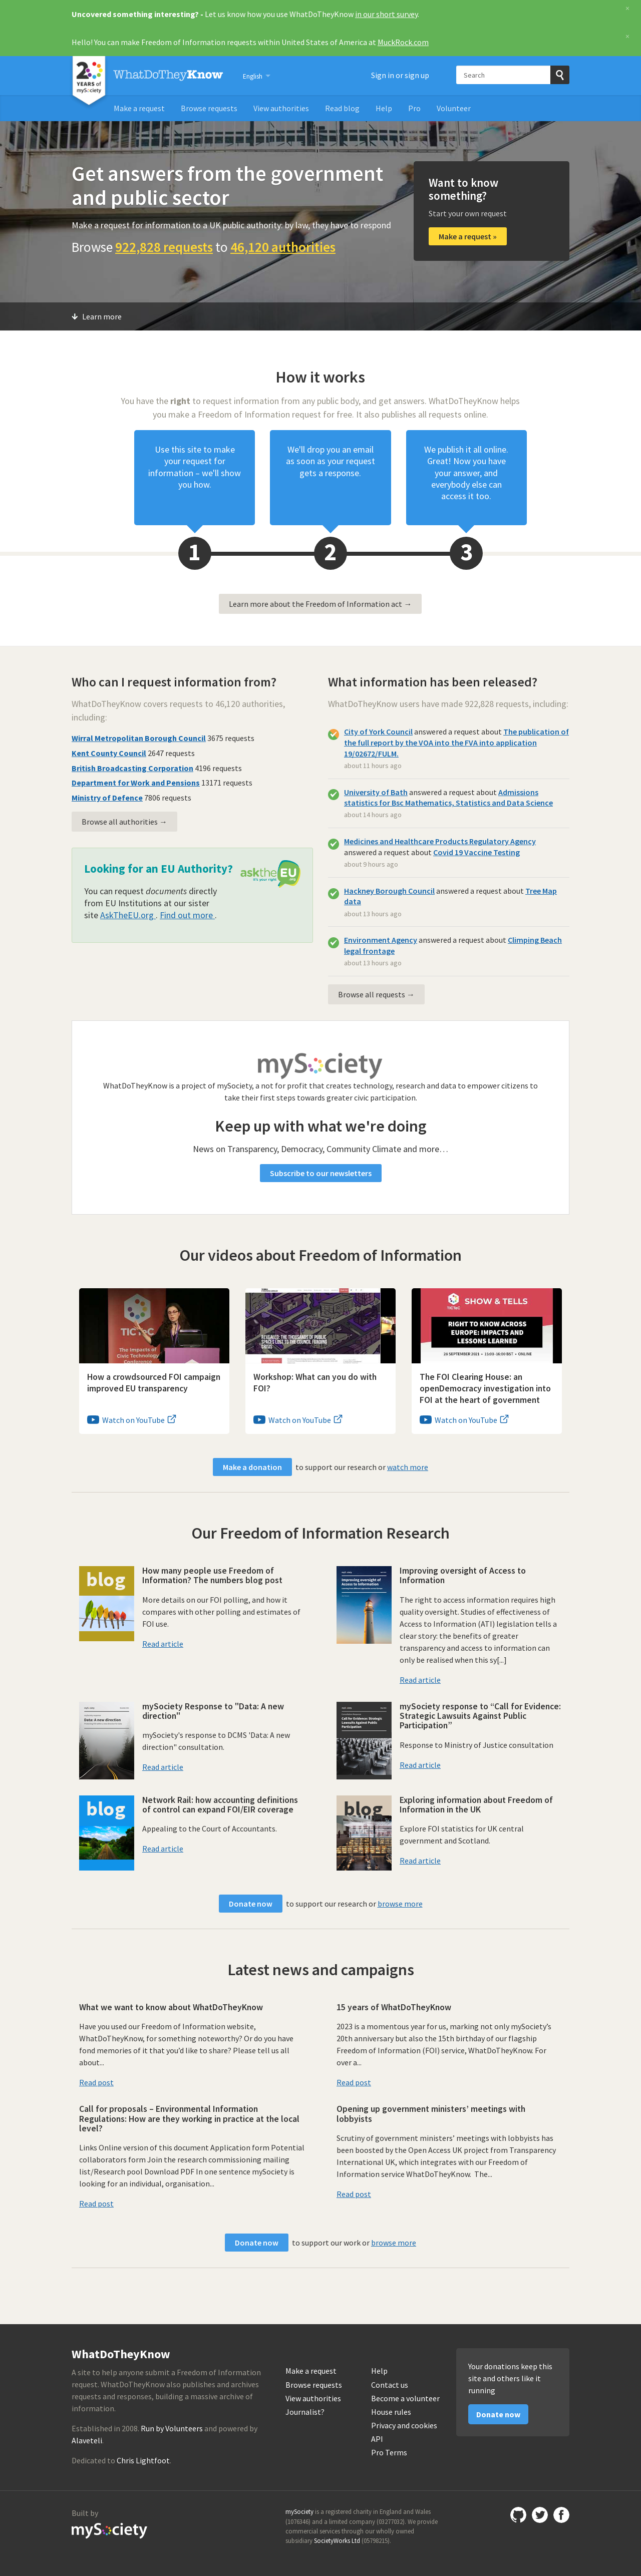 Uncovered something interesting? - Let us know how you use WhatDoTheyKnow in our short survey.
×
Hello! You can make Freedom of Information requests within United States of America at MuckRock.com
×
20 YEARS of mySociety
WhatDoTheyKnow
English
Sign in or sign up
Search
Make a request
Browse requests
View authorities
Read blog
Help
Pro
Volunteer
Get answers from the government
and public sector
Make a request for information to a UK public authority: by law, they have to respond
Browse 922,828 requests to 46,120 authorities
Want to know
something?
Start your own request
Make a request »
Learn more
How it works
You have the right to request information from any public body, and get answers. WhatDoTheyKnow helps
you make a Freedom of Information request for free. It also publishes all requests online.
Use this site to make
your request for
information – we'll show
you how.
We'll drop you an email
as soon as your request
gets a response.
We publish it all online.
Great! Now you have
your answer, and
everybody else can
access it too.
1
2
3
Learn more about the Freedom of Information act →
Who can I request information from?
WhatDoTheyKnow covers requests to 46,120 authorities,
including:
Wirral Metropolitan Borough Council 3675 requests
Kent County Council 2647 requests
British Broadcasting Corporation 4196 requests
Department for Work and Pensions 13171 requests
Ministry of Defence 7806 requests
Browse all authorities →
Looking for an EU Authority?
asktheEU
it's your right
You can request documents directly
from EU Institutions at our sister
site AskTheEU.org . Find out more .
What information has been released?
WhatDoTheyKnow users have made 922,828 requests, including:
City of York Council answered a request about The publication of
the full report by the VOA into the FVA into application
19/02672/FULM.
about 11 hours ago
University of Bath answered a request about Admissions
statistics for Bsc Mathematics, Statistics and Data Science
about 14 hours ago
Medicines and Healthcare Products Regulatory Agency
answered a request about Covid 19 Vaccine Testing
about 9 hours ago
Hackney Borough Council answered a request about Tree Map
data
about 13 hours ago
Environment Agency answered a request about Climping Beach
legal frontage
about 13 hours ago
Browse all requests →
mySociety
WhatDoTheyKnow is a project of mySociety, a not for profit that creates technology, research and data to empower citizens to
take their first steps towards greater civic participation.
Keep up with what we're doing
News on Transparency, Democracy, Community Climate and more…
Subscribe to our newsletters
Our videos about Freedom of Information
TICTeC
The Impacts of
Civic Technology
Conference
How a crowdsourced FOI campaign
improved EU transparency
Watch on YouTube
REVEALED: THE THOUSANDS OF PUBLIC
SPACES LOST TO THE COUNCIL FUNDING
CRISIS
Workshop: What can you do with
FOI?
Watch on YouTube
TICTeC
SHOW & TELLS
RIGHT TO KNOW ACROSS
EUROPE: IMPACTS AND
LESSONS LEARNED
The FOI Clearing House: an
openDemocracy investigation into
FOI at the heart of government
Watch on YouTube
Make a donation to support our research or watch more
Our Freedom of Information Research
blog
How many people use Freedom of
Information? The numbers blog post
More details on our FOI polling, and how it
compares with other polling and estimates of
FOI use.
Read article
Improving oversight of
Access to Information
Improving oversight of Access to
Information
The right to access information requires high
quality oversight. Studies of effectiveness of
Access to Information (ATI) legislation tells a
clear story: the benefits of greater
transparency and access to information can
only be realised when this sy[...]
Read article
Data: A new direction
mySociety Response to "Data: A new
direction"
mySociety's response to DCMS 'Data: A new
direction" consultation.
Read article
Call for Evidence: Strategic
Lawsuits Against Public
Participation
mySociety response to “Call for Evidence:
Strategic Lawsuits Against Public
Participation”
Response to Ministry of Justice consultation
Read article
blog
Network Rail: how accounting definitions
of control can expand FOI/EIR coverage
Appealing to the Court of Accountants.
Read article
blog
Exploring information about Freedom of
Information in the UK
Explore FOI statistics for UK central
government and Scotland.
Read article
Donate now to support our research or browse more
Latest news and campaigns
What we want to know about WhatDoTheyKnow
Have you used our Freedom of Information website,
WhatDoTheyKnow, for something noteworthy? Or do you have
fond memories of it that you’d like to share? Please tell us all
about...
Read post
15 years of WhatDoTheyKnow
2023 is a momentous year for us, marking not only mySociety’s
20th anniversary but also the 15th birthday of our flagship
Freedom of Information (FOI) service, WhatDoTheyKnow. For
over a...
Read post
Call for proposals – Environmental Information
Regulations: How are they working in practice at the local
level?
Links Online version of this document Application form Potential
collaborators form Join the research commissioning mailing
list/Research pool Download PDF In one sentence mySociety is
looking for an individual, organisation...
Read post
Opening up government ministers’ meetings with
lobbyists
Scrutiny of government ministers’ meetings with lobbyists has
been boosted by the Open Access UK project from Transparency
International UK, which integrates with our Freedom of
Information service WhatDoTheyKnow. The...
Read post
Donate now to support our work or browse more
WhatDoTheyKnow
A site to help anyone submit a Freedom of Information
request. WhatDoTheyKnow also publishes and archives
requests and responses, building a massive archive of
information.
Established in 2008. Run by Volunteers and powered by
Alaveteli.
Dedicated to Chris Lightfoot.
Make a request
Browse requests
View authorities
Journalist?
Help
Contact us
Become a volunteer
House rules
Privacy and cookies
API
Pro Terms
Your donations keep this
site and others like it
running
Donate now
Built by
mySociety
mySociety is a registered charity in England and Wales
(1076346) and a limited company (03277032). We provide
commercial services through our wholly owned
subsidiary SocietyWorks Ltd (05798215).